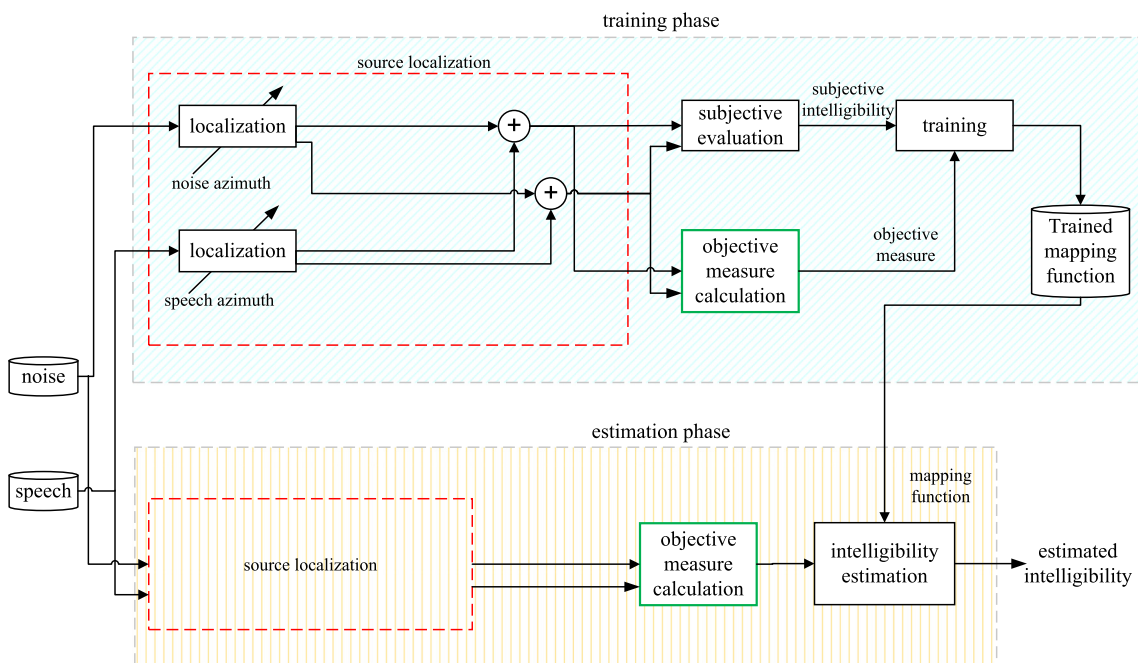 training phase
source localization
localization
noise azimuth
localization
speech azimuth
+
+
subjective
evaluation
subjective
intelligibility
training
objective
measure
calculation
objective
measure
Trained
mapping
function
noise
speech
estimation phase
source localization
objective
measure
calculation
mapping
function
intelligibility
estimation
estimated
intelligibility